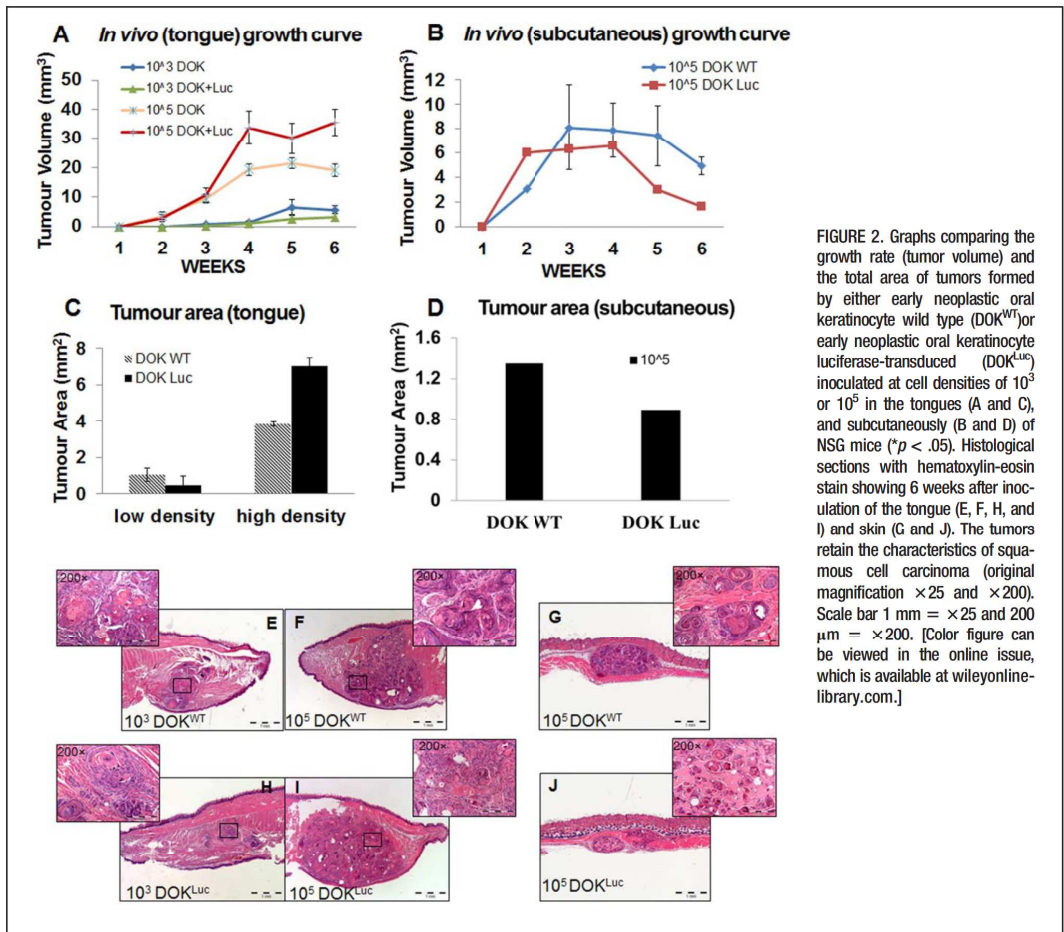 A In vivo (tongue) growth curve
Tumour Volume (mm³)
50
40
30
20
10
0
10^3 DOK
10^3 DOK+Luc
10^5 DOK
10^5 DOK+Luc
1 2 3 4 5 6
WEEKS
B In vivo (subcutaneous) growth curve
Tumour Volume (mm³)
12
10
8
6
4
2
0
10^5 DOK WT
10^5 DOK Luc
1 2 3 4 5 6
WEEKS
C Tumour area (tongue)
Tumour Area (mm²)
8
6
4
2
0
DOK WT
DOK Luc
low density high density
D Tumour area (subcutaneous)
Tumour Area (mm²)
1.6
1.2
0.8
0.4
0
10^5
DOK WT DOK Luc
200×
E
10³ DOKᵂᵀ
1 mm
200×
F
10⁵ DOKᵂᵀ
1 mm
200×
G
10⁵ DOKᵂᵀ
1 mm
200×
H
10³ DOKᴸᵘᶜ
1 mm
200×
I
10⁵ DOKᴸᵘᶜ
1 mm
200×
J
10⁵ DOKᴸᵘᶜ
1 mm
FIGURE 2. Graphs comparing the
growth rate (tumor volume) and
the total area of tumors formed
by either early neoplastic oral
keratinocyte wild type (DOKᵂᵀ)or
early neoplastic oral keratinocyte
luciferase-transduced (DOKᴸᵘᶜ)
inoculated at cell densities of 10³
or 10⁵ in the tongues (A and C),
and subcutaneously (B and D) of
NSG mice (*p < .05). Histological
sections with hematoxylin-eosin
stain showing 6 weeks after inoc-
ulation of the tongue (E, F, H, and
I) and skin (G and J). The tumors
retain the characteristics of squa-
mous cell carcinoma (original
magnification ×25 and ×200).
Scale bar 1 mm = ×25 and 200
μm = ×200. [Color figure can
be viewed in the online issue,
which is available at wileyonline-
library.com.]